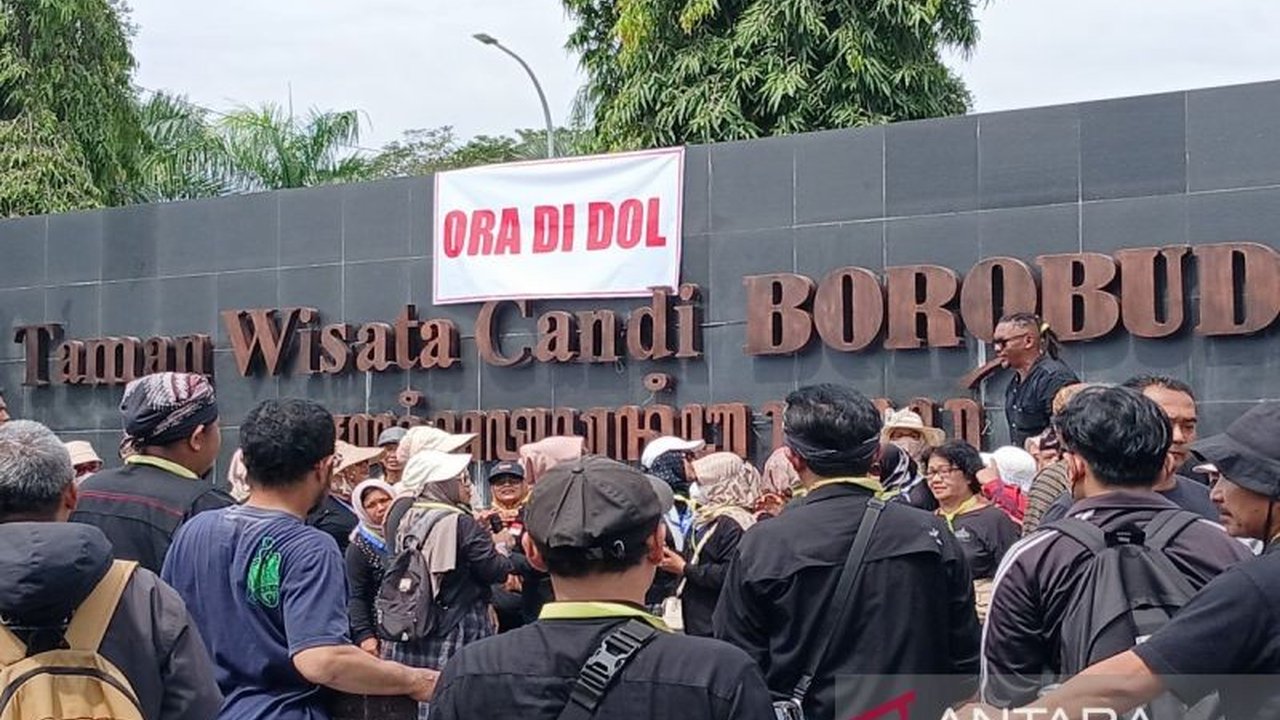 ORA DI DOL
Taman Wisata Candi BOROBUD
ANTARA